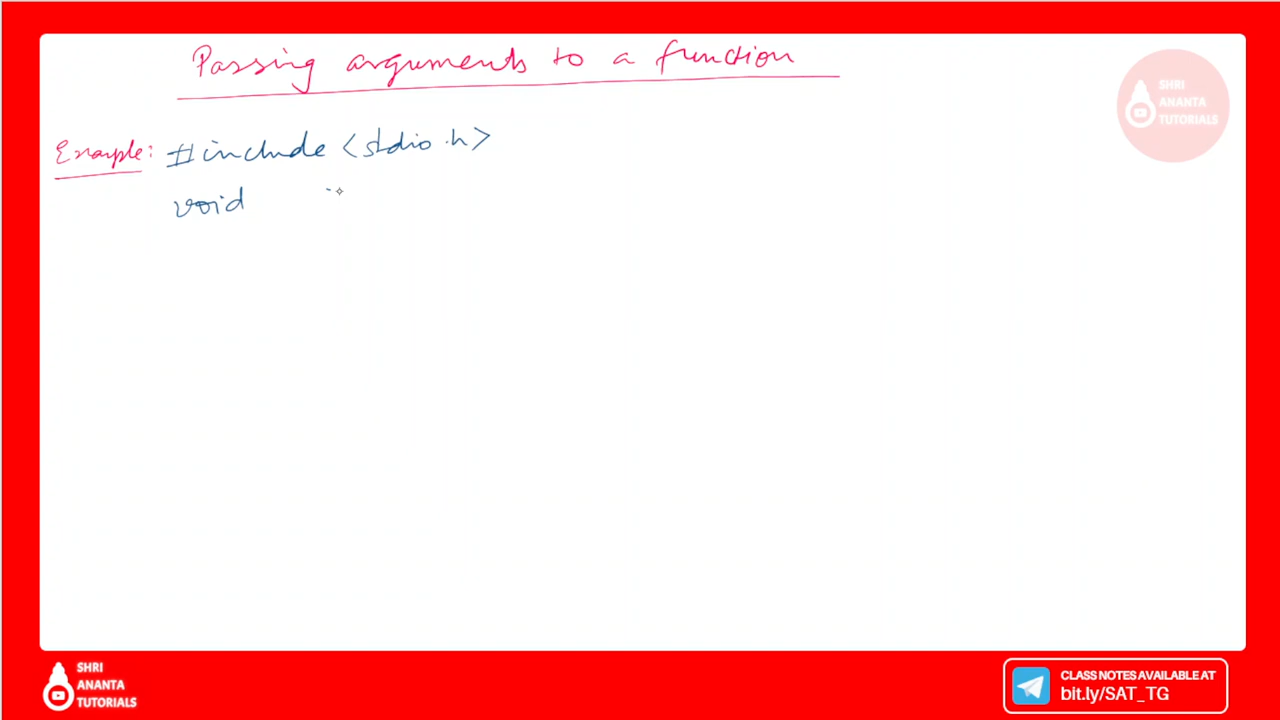 Passing arguments to a function
SHRI
ANANTA
TUTORIALS
Example: #include <stdio.h>
void
SHRI
ANANTA
TUTORIALS
CLASS NOTES AVAILABLE AT
bit.ly/SAT_TG